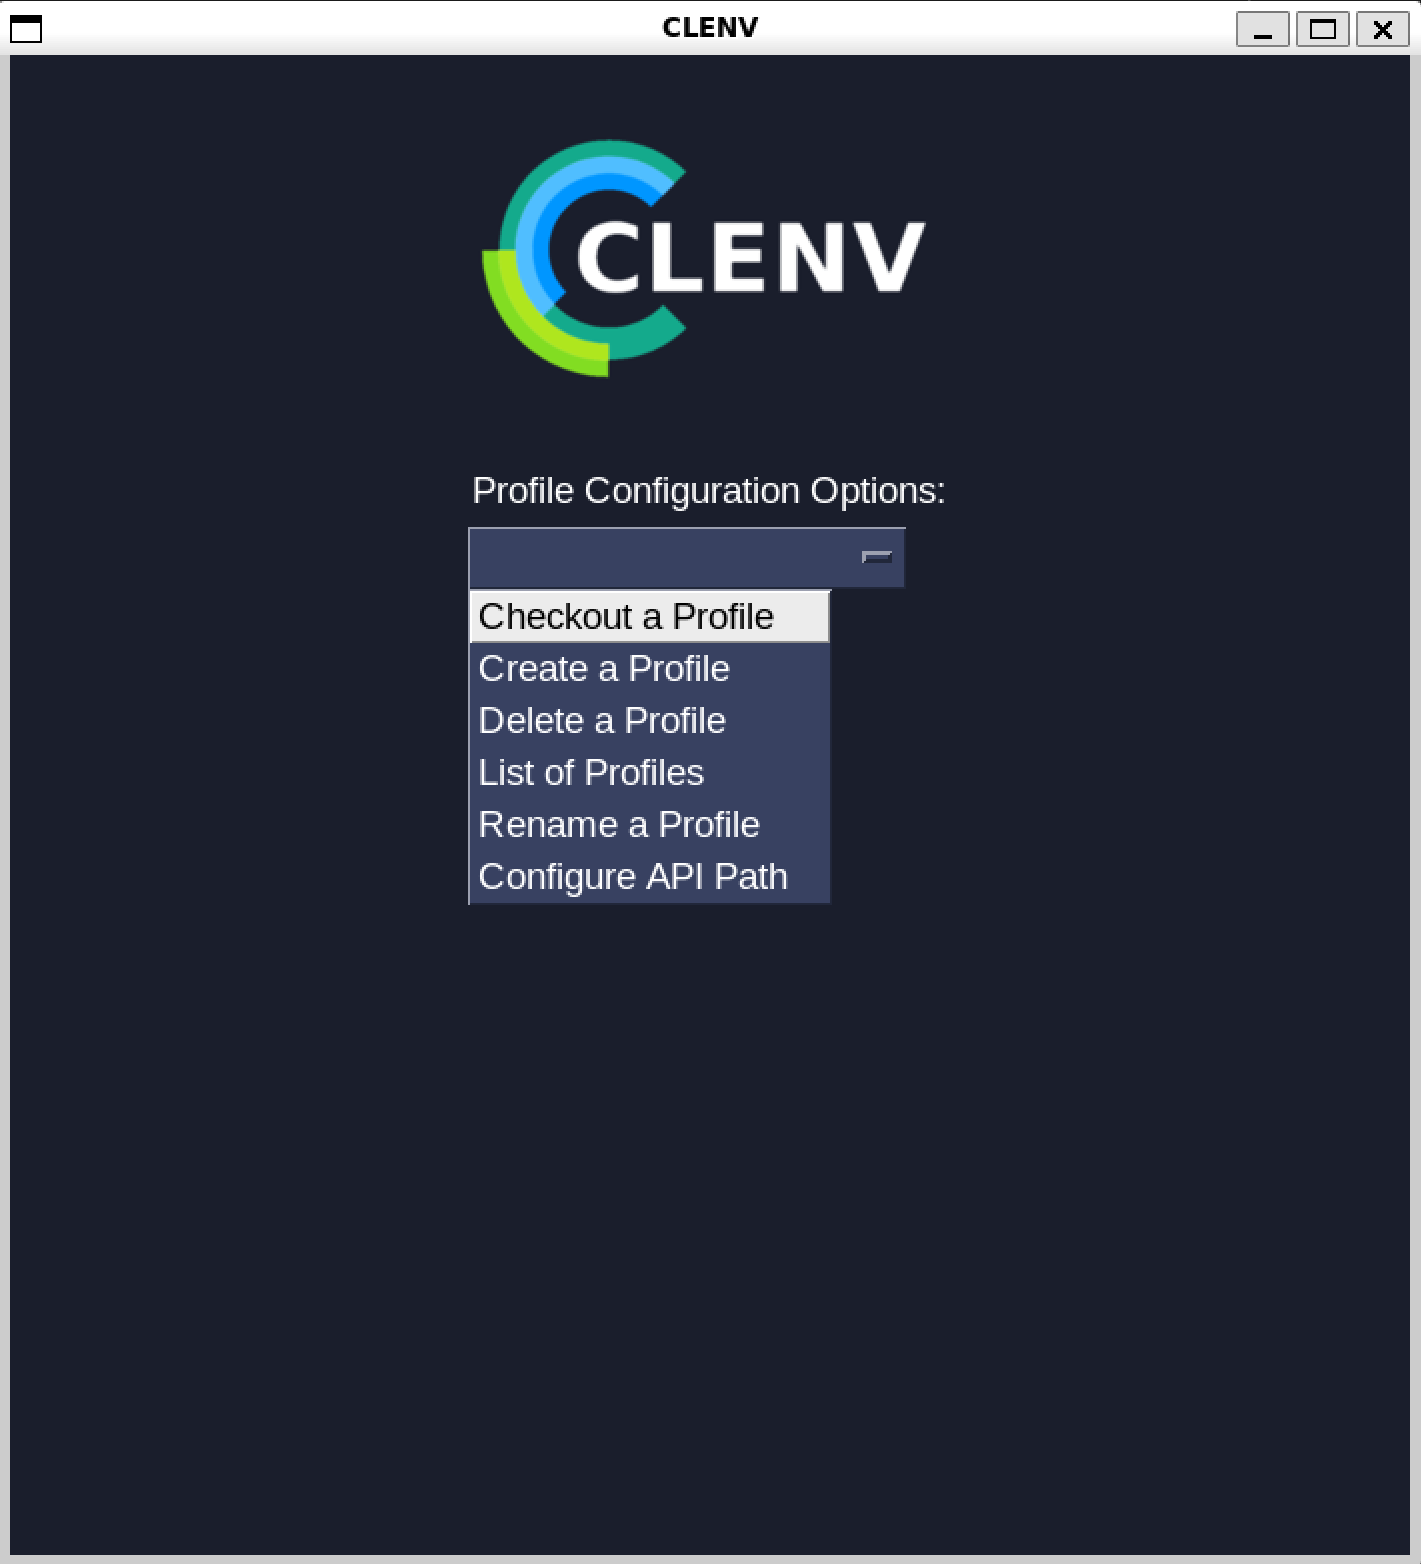 CLENV
CLENV
Profile Configuration Options:
Checkout a Profile
Create a Profile
Delete a Profile
List of Profiles
Rename a Profile
Configure API Path